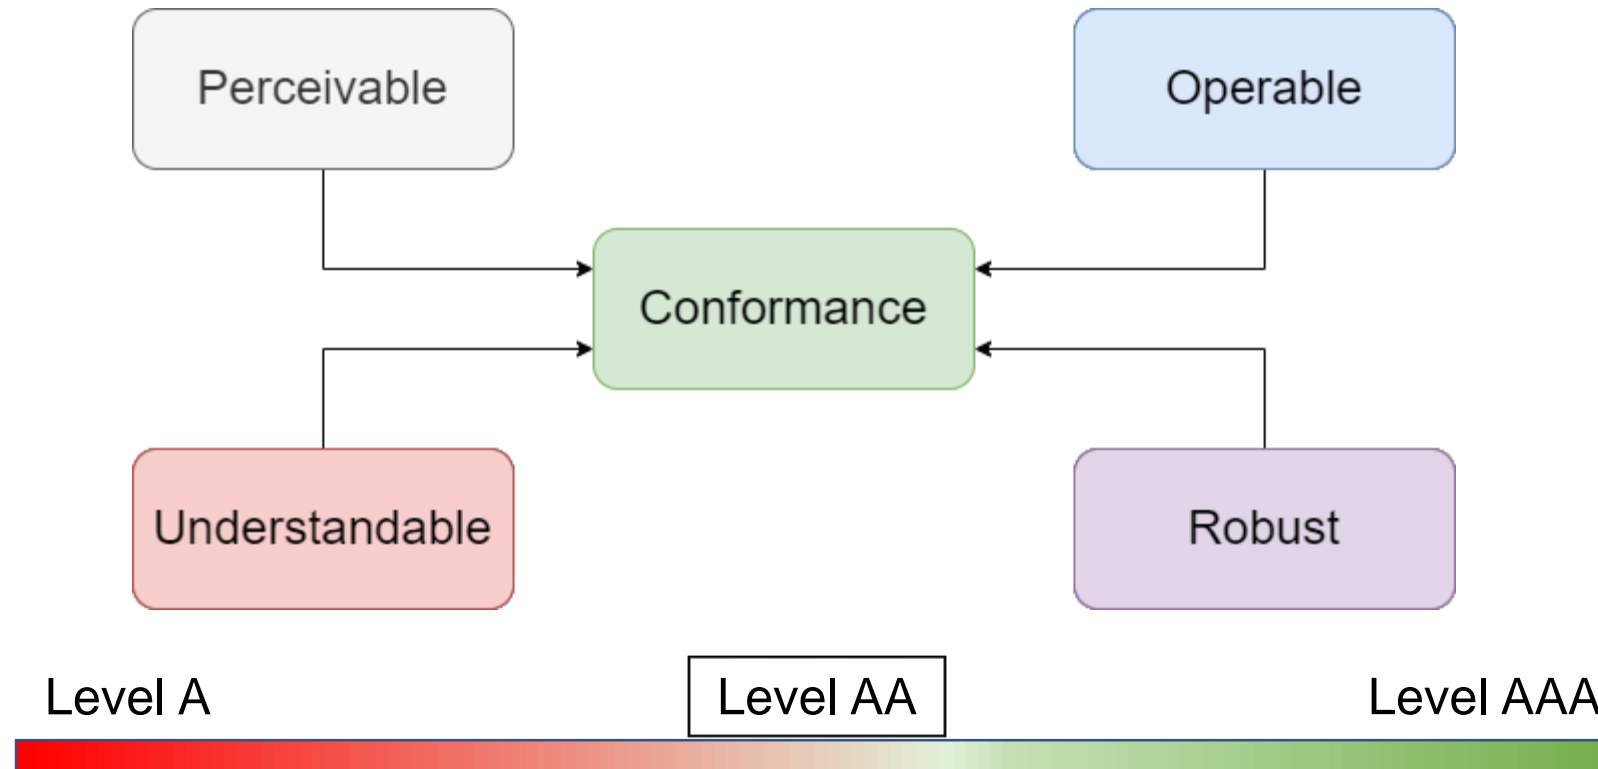 Perceivable
Operable
Conformance
Understandable
Robust
Level A
Level AA
Level AAA